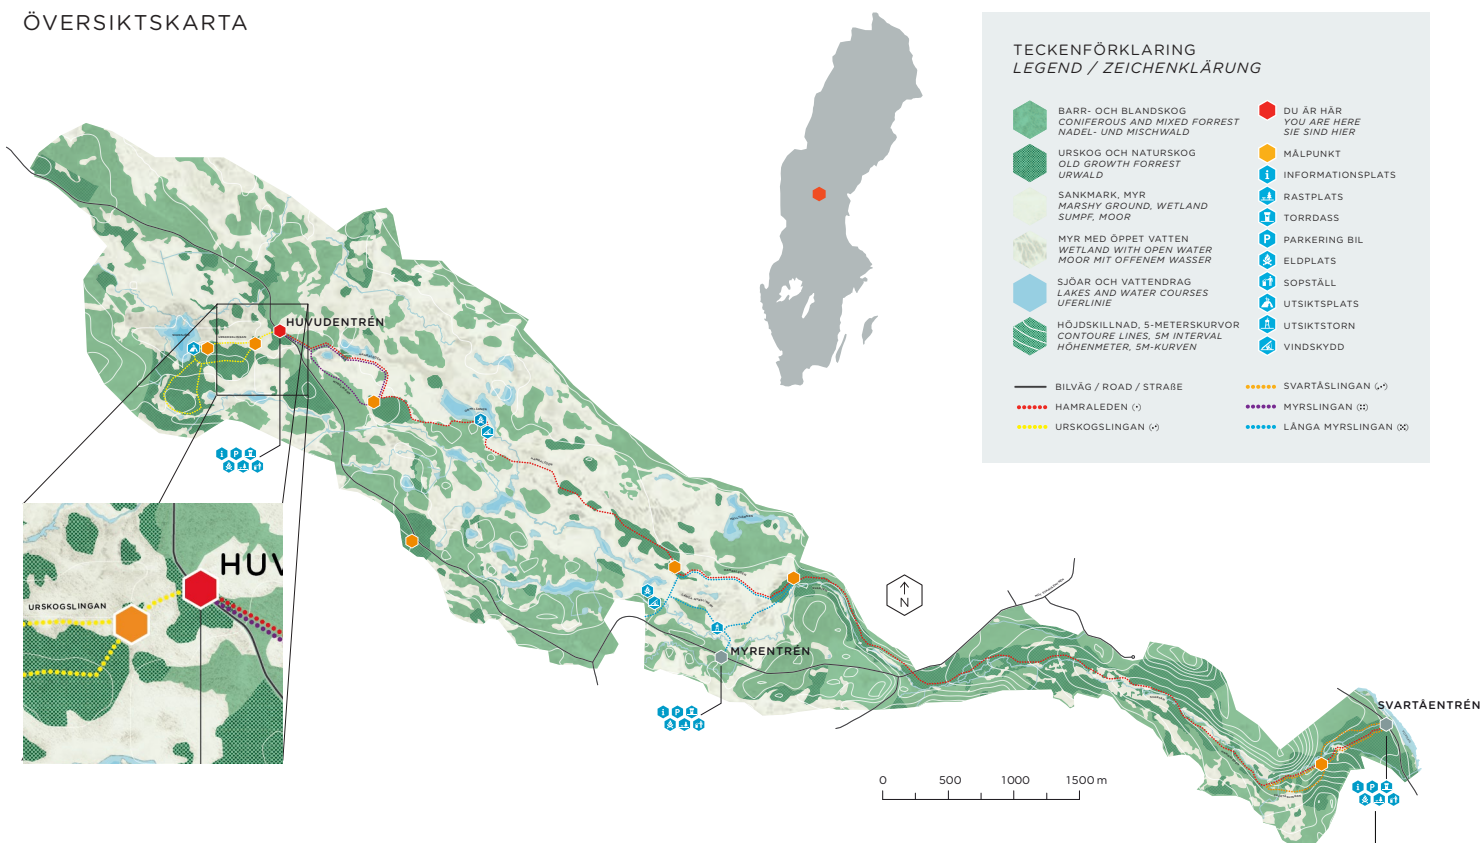 ÖVERSIKTSKARTA
TECKENFÖRKLARING
LEGEND / ZEICHENKLÄRUNG
BARR- OCH BLANDSKOG
CONIFEROUS AND MIXED FORREST
NADEL- UND MISCHWALD
URSKOG OCH NATURSKOG
OLD GROWTH FORREST
URWALD
SANKMARK, MYR
MARSHY GROUND, WETLAND
SUMPF, MOOR
MYR MED ÖPPET VATTEN
WETLAND WITH OPEN WATER
MOOR MIT OFFENEM WASSER
SJÖAR OCH VATTENDRAG
LAKES AND WATER COURSES
UFERLINIE
HÖJDSKILLNAD, 5-METERSKURVOR
CONTOURE LINES, 5M INTERVAL
HÖHENMETER, 5M-KURVEN
DU ÄR HÄR
YOU ARE HERE
SIE SIND HIER
MÅLPUNKT
INFORMATIONSPLATS
RASTPLATS
TORRDASS
PARKERING BIL
ELDPLATS
SOPSTÄLL
UTSIKTSPLATS
UTSIKTSTORN
VINDSKYDD
BILVÄG / ROAD / STRAßE
HAMRALEDEN
URSKOGSLINGAN
SVARTÅSLINGAN
MYRSLINGAN
LÅNGA MYRSLINGAN
HUVUDENTRÉN
URSKOGSLINGAN
i P
HUV
URSKOGSLINGAN
N
MYRENTRÉN
i P
SVARTÅENTRÉN
i P
0 500 1000 1500 m